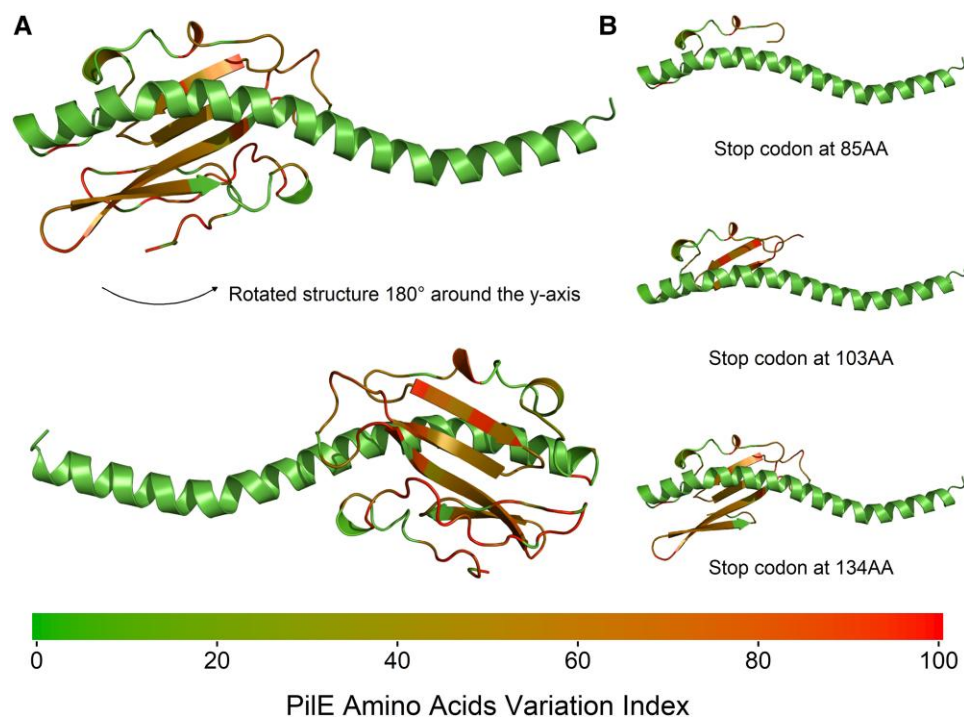 A
B
Stop codon at 85AA
Rotated structure 180° around the y-axis
Stop codon at 103AA
Stop codon at 134AA
0 20 40 60 80 100
PilE Amino Acids Variation Index